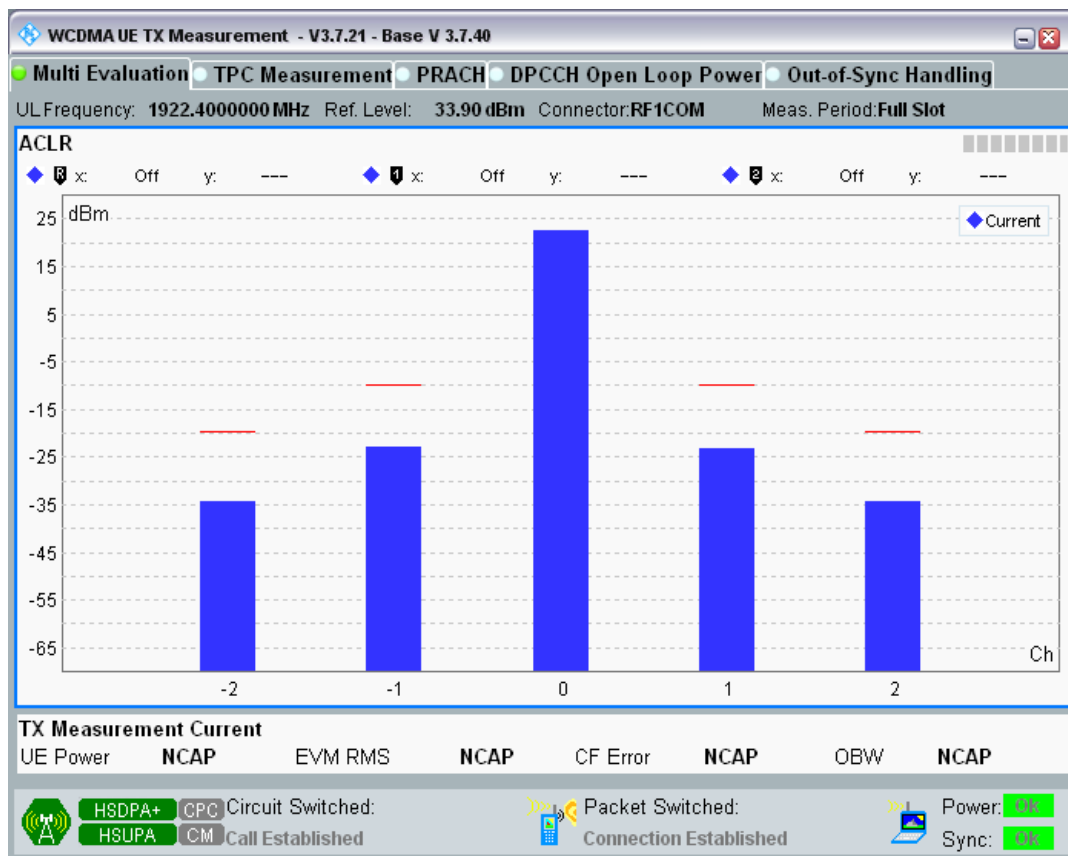 WCDMA UE TX Measurement - V3.7.21 - Base V 3.7.40
Multi Evaluation TPC Measurement PRACH DPCCH Open Loop Power Out-of-Sync Handling
UL Frequency: 1922.4000000 MHz Ref. Level: 33.90 dBm Connector:RF1COM Meas. Period:Full Slot
ACLR
R x: Off y: --- 1 x: Off y: --- 2 x: Off y: ---
dBm
Current
25
15
5
-5
-15
-25
-35
-45
-55
-65
Ch
-2 -1 0 1 2
TX Measurement Current
UE Power NCAP EVM RMS NCAP CF Error NCAP OBW NCAP
HSDPA+ CPC Circuit Switched: Packet Switched: Power: OK
HSUPA CM Call Established Connection Established Sync: OK